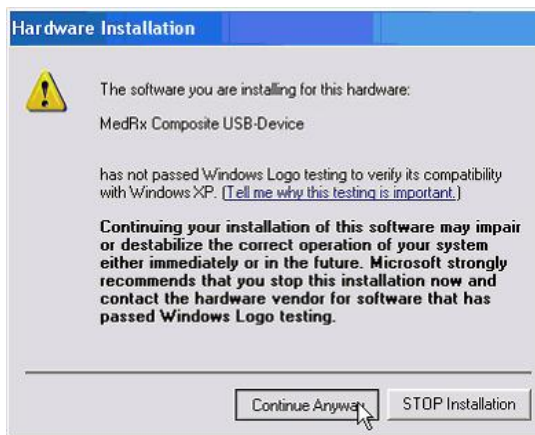 Hardware Installation
The software you are installing for this hardware:
MedRx Composite USB-Device
has not passed Windows Logo testing to verify its compatibility
with Windows XP. (Tell me why this testing is important.)
Continuing your installation of this software may impair
or destabilize the correct operation of your system
either immediately or in the future. Microsoft strongly
recommends that you stop this installation now and
contact the hardware vendor for software that has
passed Windows Logo testing.
Continue Anyway STOP Installation